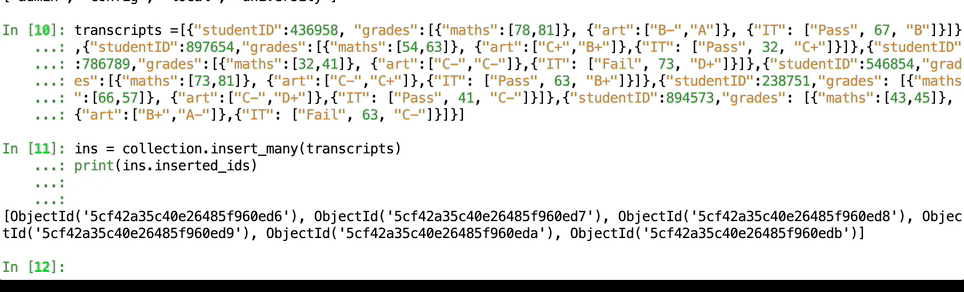 In [10]: transcripts =[{"studentID":436958, "grades":[{"maths":[78,81]}, {"art":["B-","A"]}, {"IT": ["Pass", 67, "B"]}]}
...: ,{"studentID":897654,"grades":[{"maths":[54,63]}, {"art":["C+","B+"]},{"IT": ["Pass", 32, "C+"]}]},{"studentID"
...: :786789,"grades":[{"maths":[32,41]}, {"art":["C-","C-"]},{"IT": ["Fail", 73, "D+"]}]},{"studentID":546854,"grad
...: es":[{"maths":[73,81]}, {"art":["C-","C+"]},{"IT": ["Pass", 63, "B+"]}]},{"studentID":238751,"grades": [{"maths
...: ":[66,57]}, {"art":["C-","D+"]},{"IT": ["Pass", 41, "C-"]}]},{"studentID":894573,"grades": [{"maths":[43,45]},
...: {"art":["B+","A-"]},{"IT": ["Fail", 63, "C-"]}]}]
In [11]: ins = collection.insert_many(transcripts)
...: print(ins.inserted_ids)
...:
...:
[ObjectId('5cf42a35c40e26485f960ed6'), ObjectId('5cf42a35c40e26485f960ed7'), ObjectId('5cf42a35c40e26485f960ed8'), Objec
tId('5cf42a35c40e26485f960ed9'), ObjectId('5cf42a35c40e26485f960eda'), ObjectId('5cf42a35c40e26485f960edb')]
In [12]: